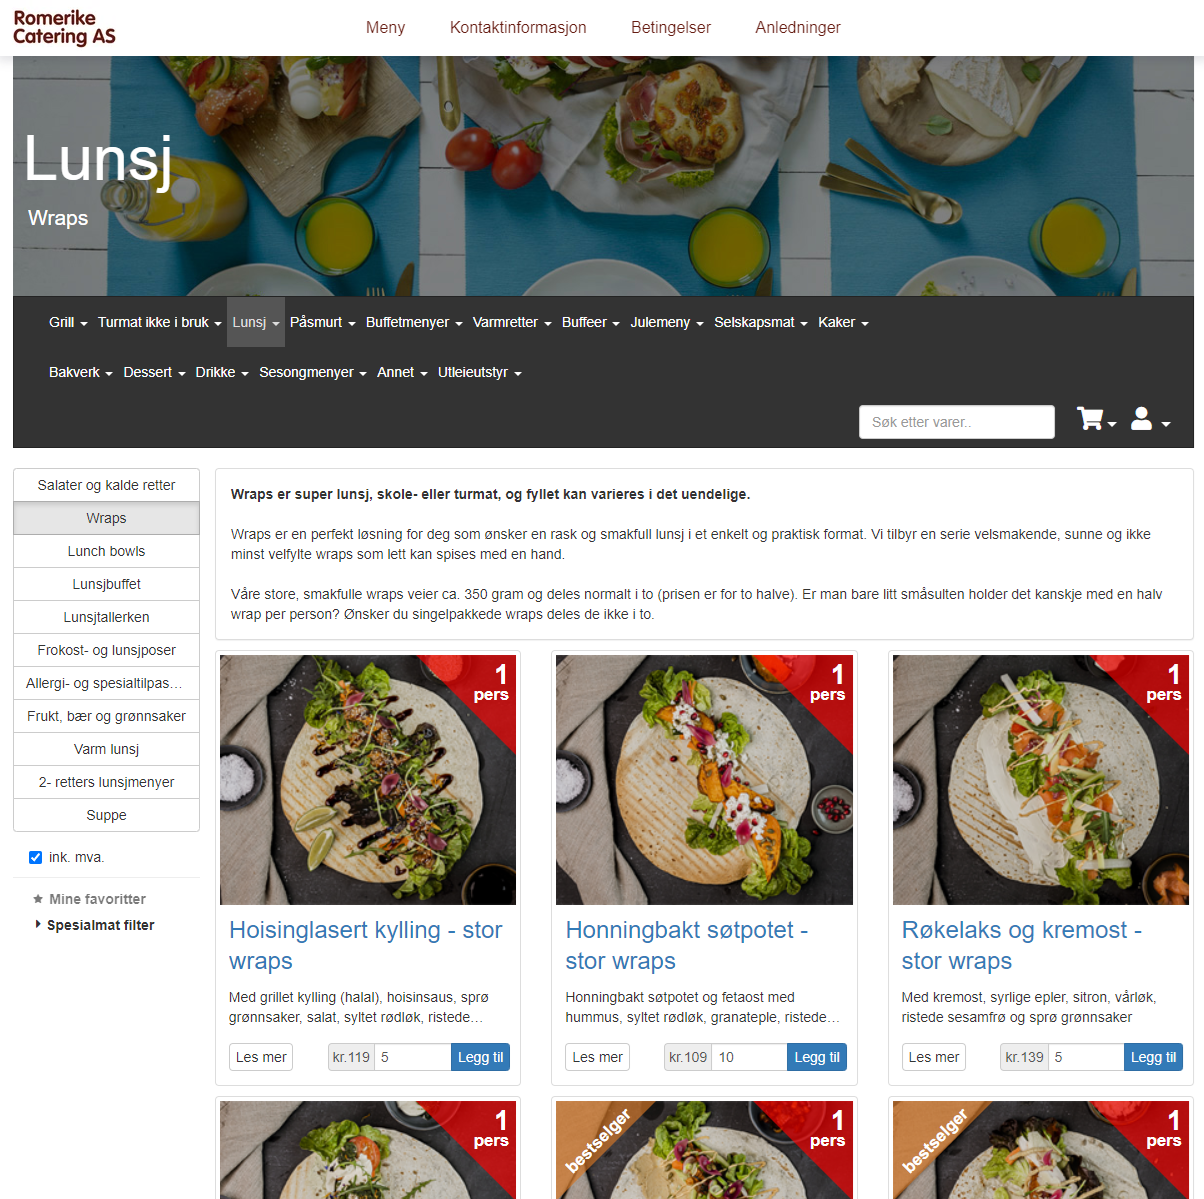 Romerike
Catering AS
Meny
Kontaktinformasjon
Betingelser
Anledninger
Lunsj
Wraps
Grill
Turmat ikke i bruk
Lunsj
Påsmurt
Buffetmenyer
Varmretter
Buffeer
Julemeny
Selskapsmat
Kaker
Bakverk
Dessert
Drikke
Sesongmenyer
Annet
Utleieutstyr
Søk etter varer..
Salater og kalde retter
Wraps
Lunch bowls
Lunsjbuffet
Lunsjtallerken
Frokost- og lunsjposer
Allergi- og spesialtilpas...
Frukt, bær og grønnsaker
Varm lunsj
2- retters lunsjmenyer
Suppe
ink. mva.
Mine favoritter
Spesialmat filter
Wraps er super lunsj, skole- eller turmat, og fyllet kan varieres i det uendelige.
Wraps er en perfekt løsning for deg som ønsker en rask og smakfull lunsj i et enkelt og praktisk format. Vi tilbyr en serie velsmakende, sunne og ikke
minst velfylte wraps som lett kan spises med en hand.
Våre store, smakfulle wraps veier ca. 350 gram og deles normalt i to (prisen er for to halve). Er man bare litt småsulten holder det kanskje med en halv
wrap per person? Ønsker du singelpakkede wraps deles de ikke i to.
1
pers
Hoisinglasert kylling - stor
wraps
Med grillet kylling (halal), hoisinsaus, sprø
grønnsaker, salat, syltet rødløk, ristede...
Les mer
kr.119
5
Legg til
1
pers
Honningbakt søtpotet -
stor wraps
Honningbakt søtpotet og fetaost med
hummus, syltet rødløk, granateple, ristede...
Les mer
kr.109
10
Legg til
1
pers
Røkelaks og kremost -
stor wraps
Med kremost, syrlige epler, sitron, vårløk,
ristede sesamfrø og sprø grønnsaker
Les mer
kr.139
5
Legg til
1
pers
bestselger
1
pers
bestselger
1
pers